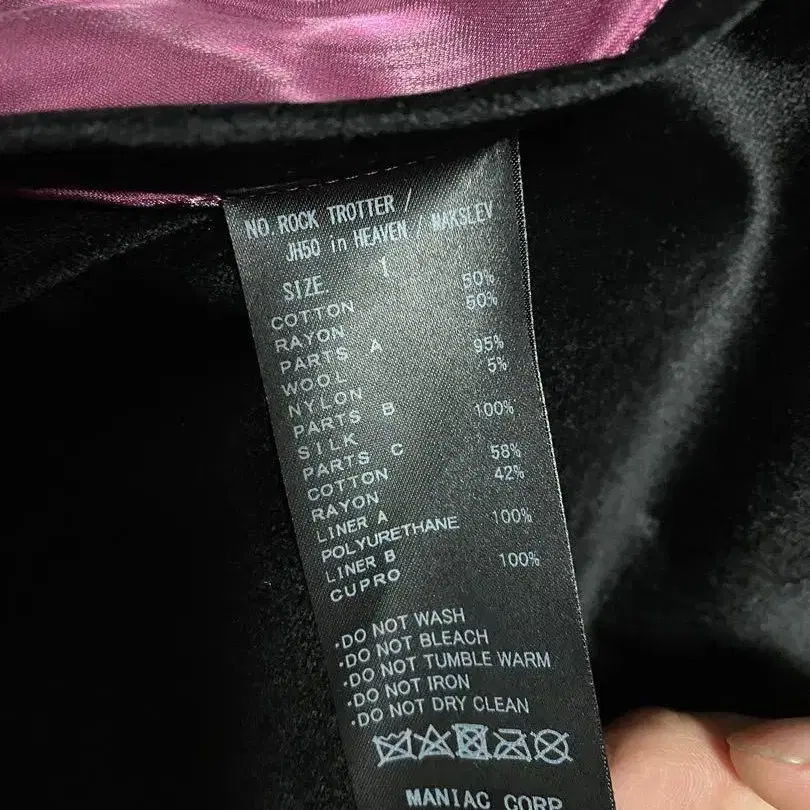 NO. ROCK TROTTER /
JH50 in HEAVEN / MAKSLEV
SIZE. 1
COTTON 50%
RAYON 50%
PARTS A
WOOL 95%
NYLON 5%
PARTS B
SILK 100%
PARTS C
COTTON 58%
RAYON 42%
LINER A
POLYURETHANE 100%
LINER B
CUPRO 100%
·DO NOT WASH
·DO NOT BLEACH
·DO NOT TUMBLE WARM
·DO NOT IRON
·DO NOT DRY CLEAN
MANIAC CORP